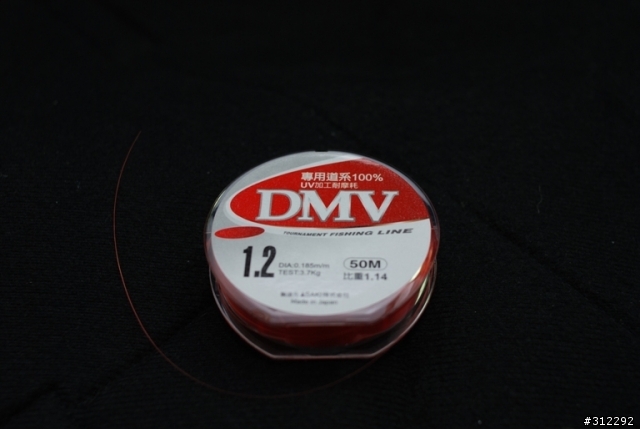 專用道系100%
UV加工耐摩耗
DMV
TOURNAMENT FISHING LINE
1.2
DIA:0.185m/m
TEST:3.7Kg
50M
比重1.14
Made in Japan
#312292